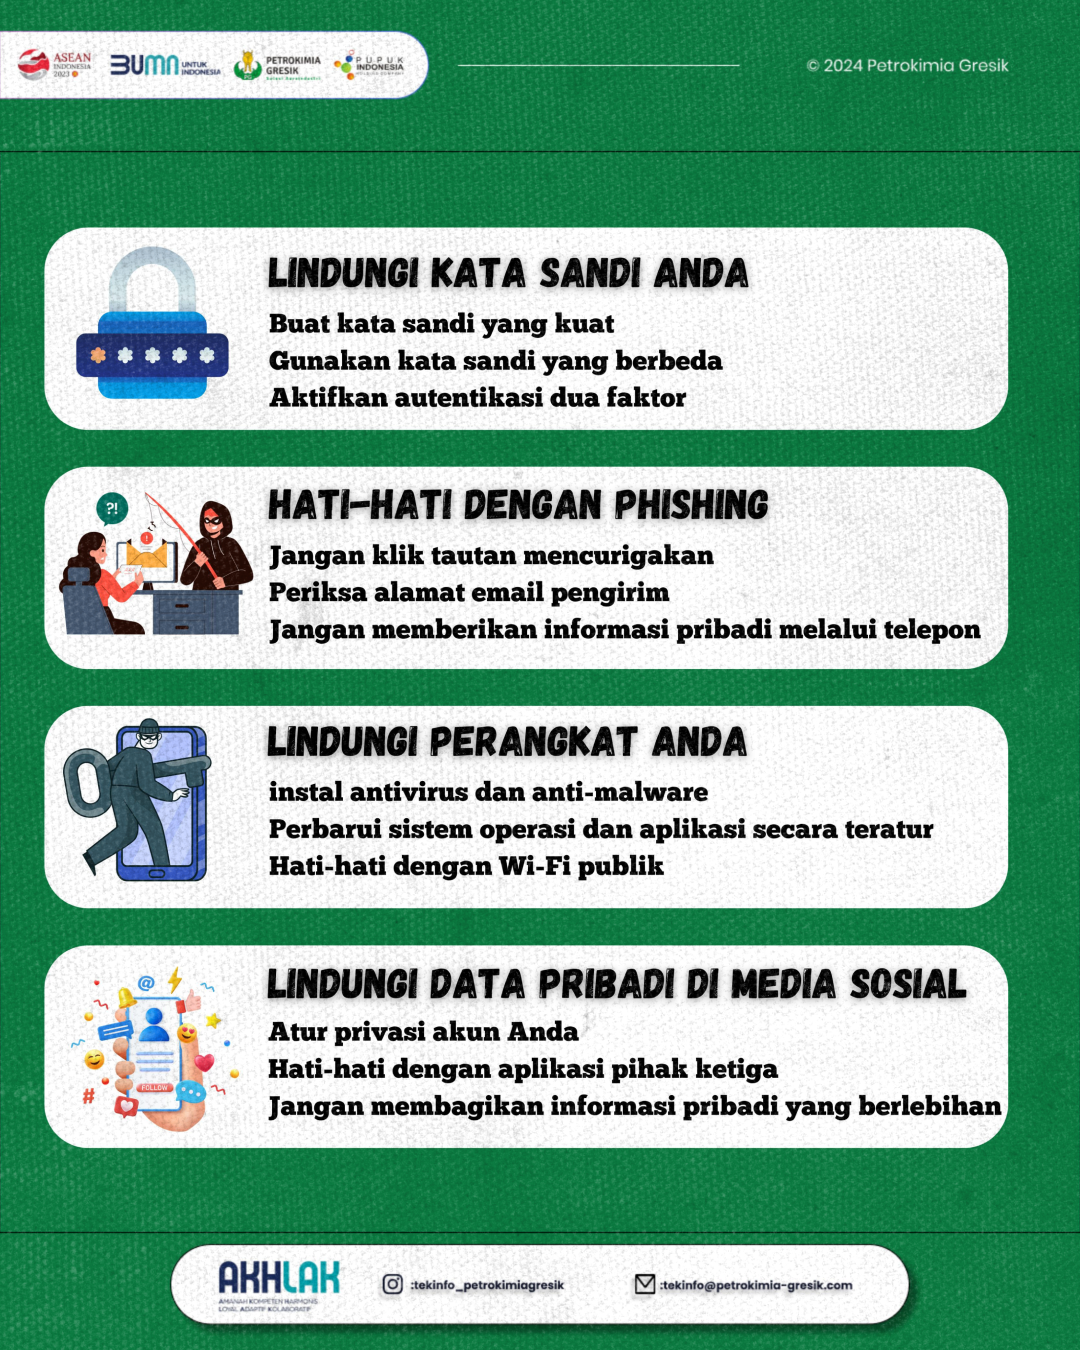 ASEAN
INDONESIA
2023
BUMN UNTUK INDONESIA
PETROKIMIA
GRESIK
PUPUK
INDONESIA
© 2024 Petrokimia Gresik
LINDUNGI KATA SANDI ANDA
Buat kata sandi yang kuat
Gunakan kata sandi yang berbeda
Aktifkan autentikasi dua faktor
?!
HATI-HATI DENGAN PHISHING
Jangan klik tautan mencurigakan
Periksa alamat email pengirim
Jangan memberikan informasi pribadi melalui telepon
LINDUNGI PERANGKAT ANDA
instal antivirus dan anti-malware
Perbarui sistem operasi dan aplikasi secara teratur
Hati-hati dengan Wi-Fi publik
LINDUNGI DATA PRIBADI DI MEDIA SOSIAL
Atur privasi akun Anda
Hati-hati dengan aplikasi pihak ketiga
Jangan membagikan informasi pribadi yang berlebihan
@
#
FOLLOW
AKHLAK
AMANAH KOMPETEN HARMONIS
LOYAL ADAPTIF KOLABORATIF
:tekinfo_petrokimiagresik
:tekinfo@petrokimia-gresik.com